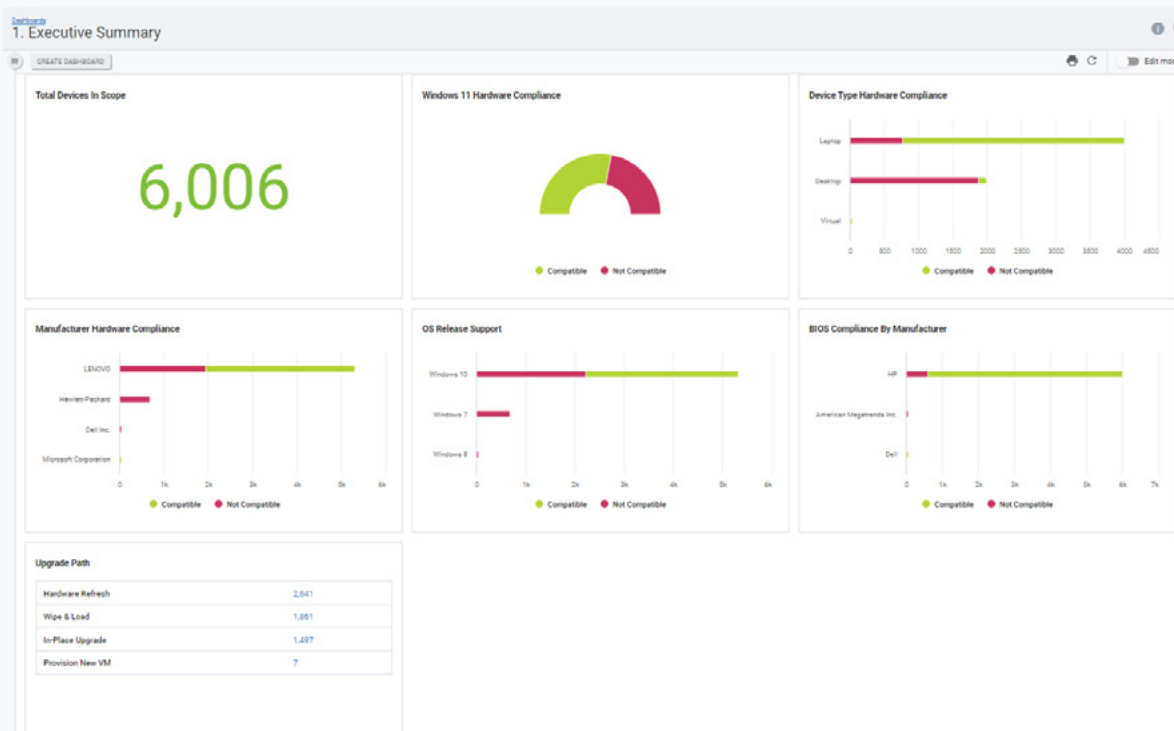 Dashboards
1. Executive Summary
CREATE DASHBOARD
Edit mo
Total Devices In Scope
6,006
Windows 11 Hardware Compliance
Compatible Not Compatible
Device Type Hardware Compliance
Laptop
Desktop
Virtual
0 500 1000 1500 2000 2500 3000 3500 4000 4500
Compatible Not Compatible
Manufacturer Hardware Compliance
LENOVO
Hewlett-Packard
Dell Inc.
Microsoft Corporation
0 1k 2k 3k 4k 5k 6k
Compatible Not Compatible
OS Release Support
Windows 10
Windows 7
Windows 8
0 1k 2k 3k 4k 5k 6k
Compatible Not Compatible
BIOS Compliance By Manufacturer
HP
American Megatrends Inc.
Dell
0 1k 2k 3k 4k 5k 6k 7k
Compatible Not Compatible
Upgrade Path
Hardware Refresh 2,641
Wipe & Load 1,861
In-Place Upgrade 1,497
Provision New VM 7